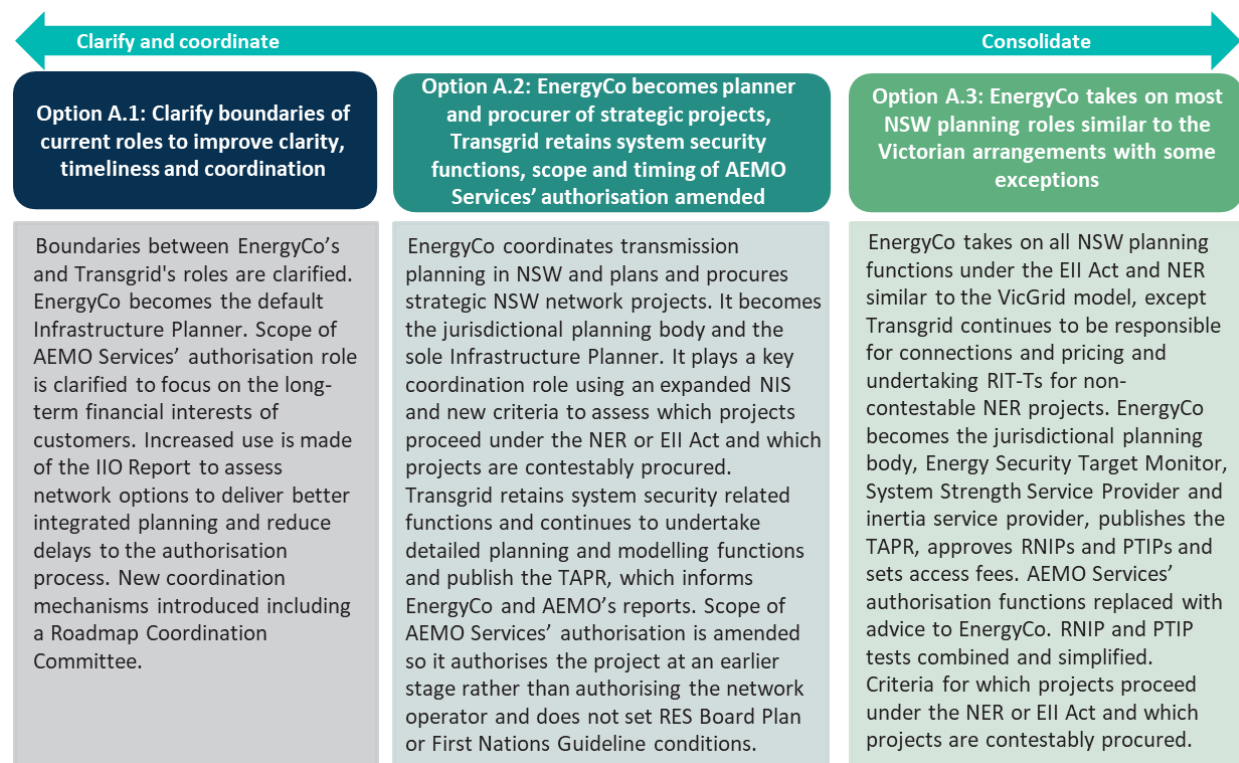 Clarify and coordinate
Consolidate
Option A.1: Clarify boundaries of
current roles to improve clarity,
timeliness and coordination
Boundaries between EnergyCo’s
and Transgrid's roles are clarified.
EnergyCo becomes the default
Infrastructure Planner. Scope of
AEMO Services’ authorisation role
is clarified to focus on the long-
term financial interests of
customers. Increased use is made
of the IIO Report to assess
network options to deliver better
integrated planning and reduce
delays to the authorisation
process. New coordination
mechanisms introduced including
a Roadmap Coordination
Committee.
Option A.2: EnergyCo becomes planner
and procurer of strategic projects,
Transgrid retains system security
functions, scope and timing of AEMO
Services’ authorisation amended
EnergyCo coordinates transmission
planning in NSW and plans and procures
strategic NSW network projects. It becomes
the jurisdictional planning body and the
sole Infrastructure Planner. It plays a key
coordination role using an expanded NIS
and new criteria to assess which projects
proceed under the NER or EII Act and which
projects are contestably procured.
Transgrid retains system security related
functions and continues to undertake
detailed planning and modelling functions
and publish the TAPR, which informs
EnergyCo and AEMO’s reports. Scope of
AEMO Services’ authorisation is amended
so it authorises the project at an earlier
stage rather than authorising the network
operator and does not set RES Board Plan
or First Nations Guideline conditions.
Option A.3: EnergyCo takes on most
NSW planning roles similar to the
Victorian arrangements with some
exceptions
EnergyCo takes on all NSW planning
functions under the EII Act and NER
similar to the VicGrid model, except
Transgrid continues to be responsible
for connections and pricing and
undertaking RIT-Ts for non-
contestable NER projects. EnergyCo
becomes the jurisdictional planning
body, Energy Security Target Monitor,
System Strength Service Provider and
inertia service provider, publishes the
TAPR, approves RNIPs and PTIPs and
sets access fees. AEMO Services’
authorisation functions replaced with
advice to EnergyCo. RNIP and PTIP
tests combined and simplified.
Criteria for which projects proceed
under the NER or EII Act and which
projects are contestably procured.